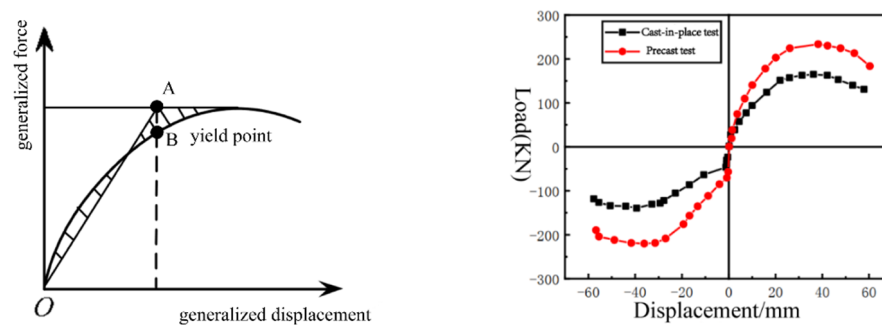 generalized force
A
B
yield point
O
generalized displacement
300
200
100
0
-100
-200
-300
Load(KN)
Cast-in-place test
Precast test
-60
-40
-20
0
20
40
60
Displacement/mm